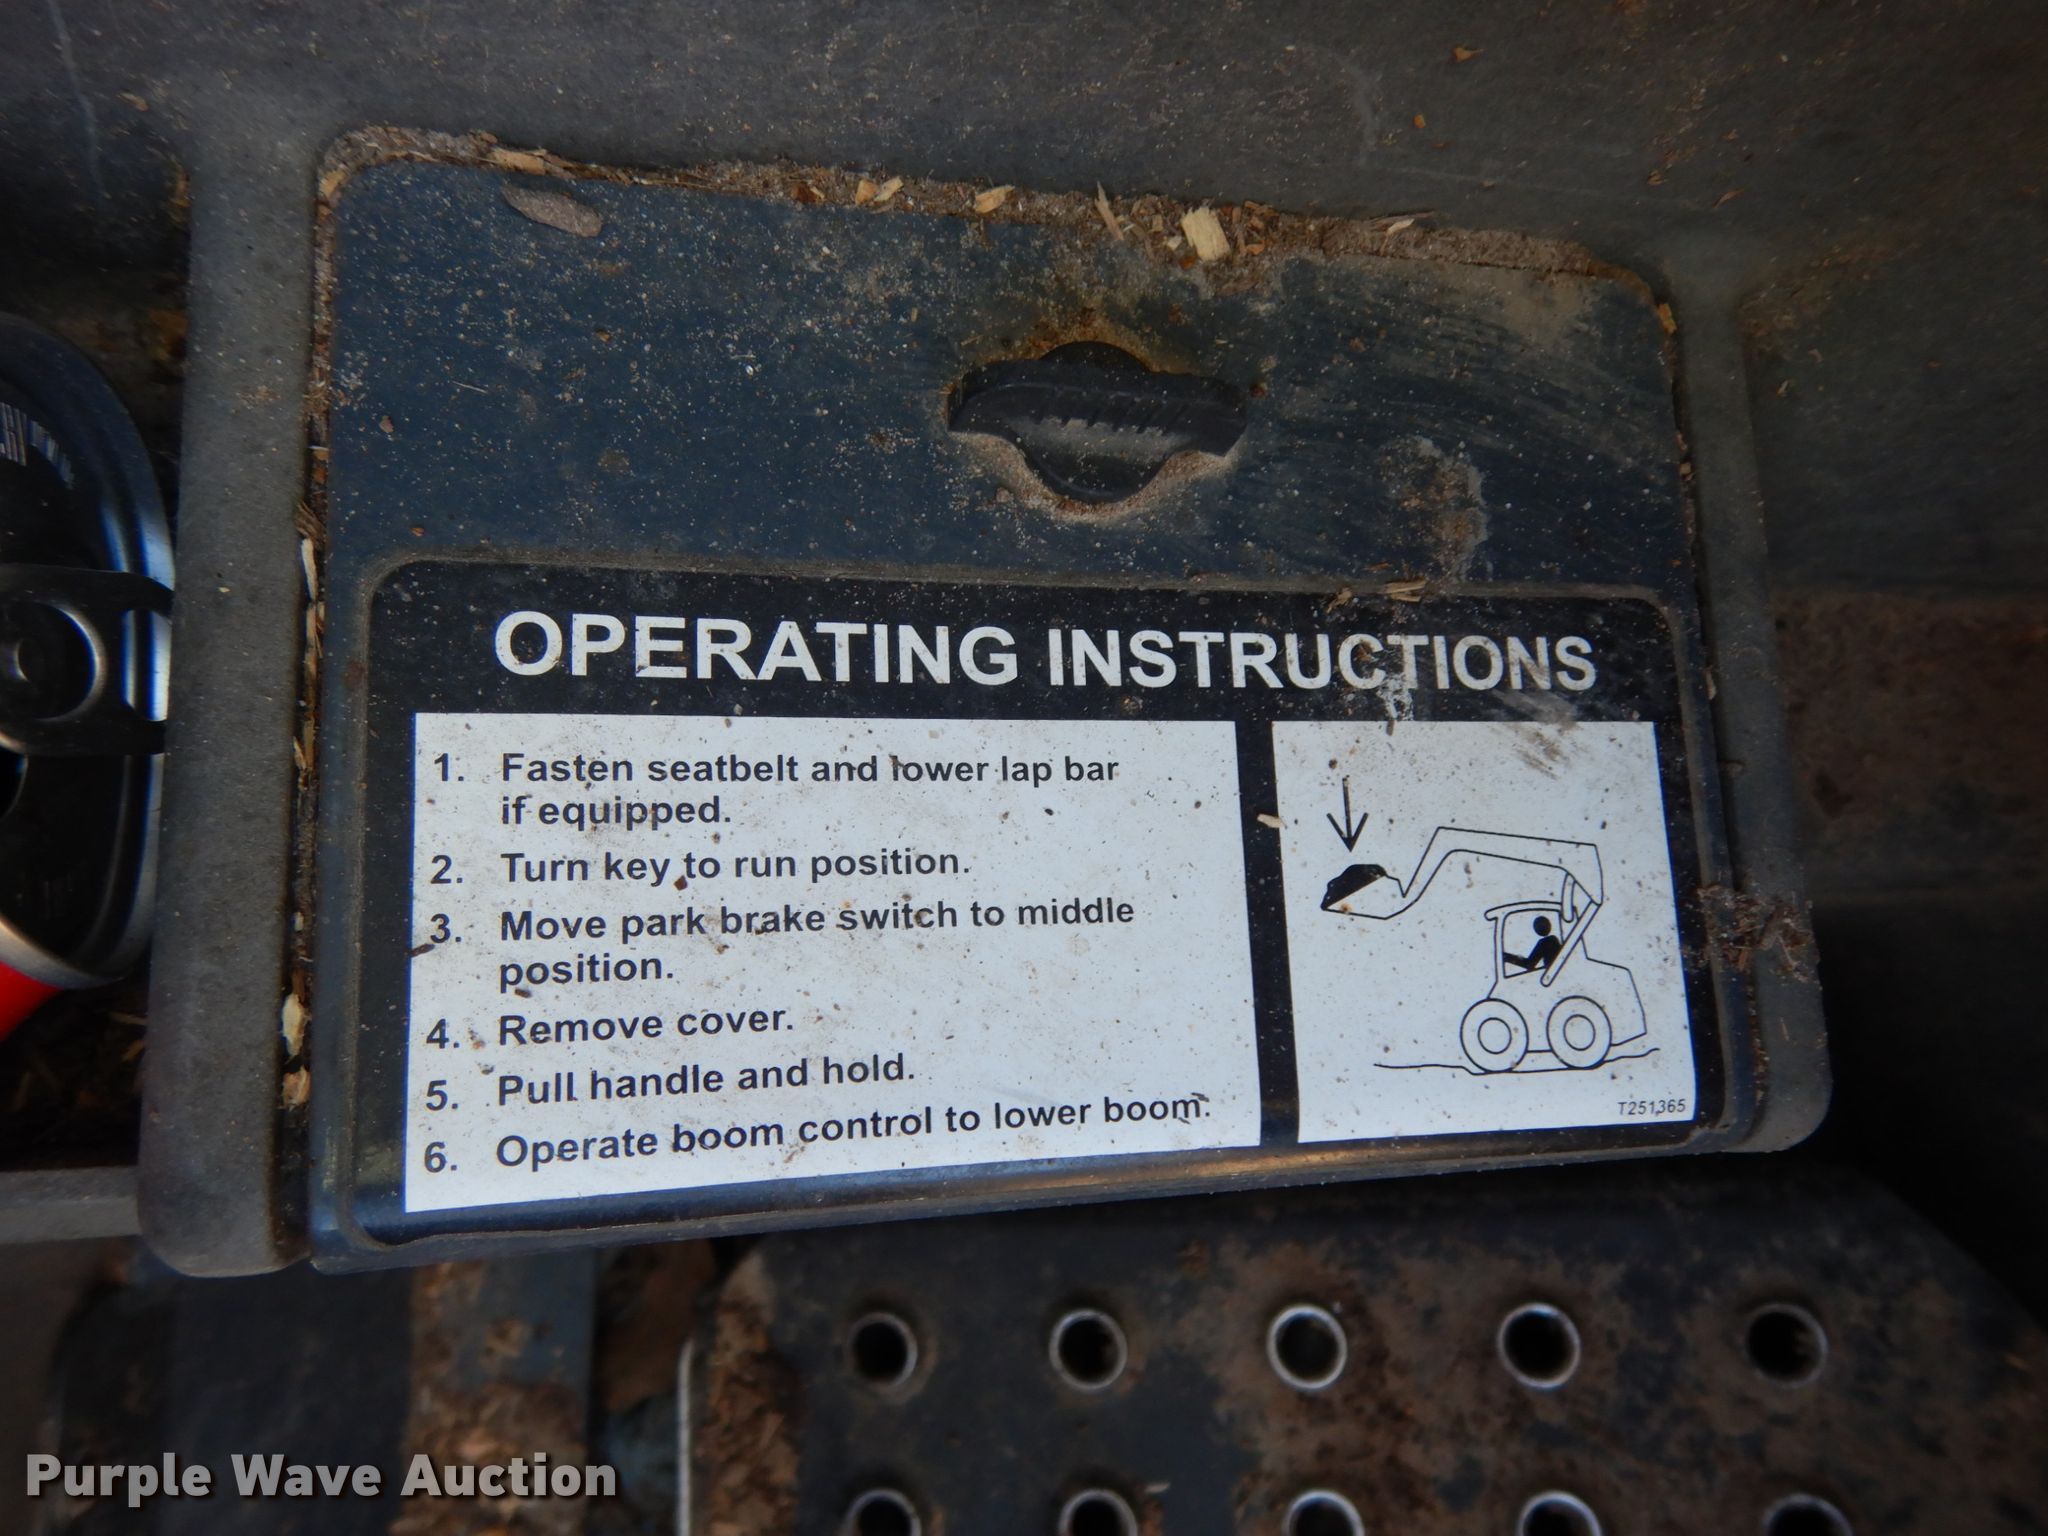 OPERATING INSTRUCTIONS
1. Fasten seatbelt and lower lap bar
if equipped.
2. Turn key to run position.
3. Move park brake switch to middle
position.
4. Remove cover.
5. Pull handle and hold.
6. Operate boom control to lower boom.
T251365
Purple Wave Auction